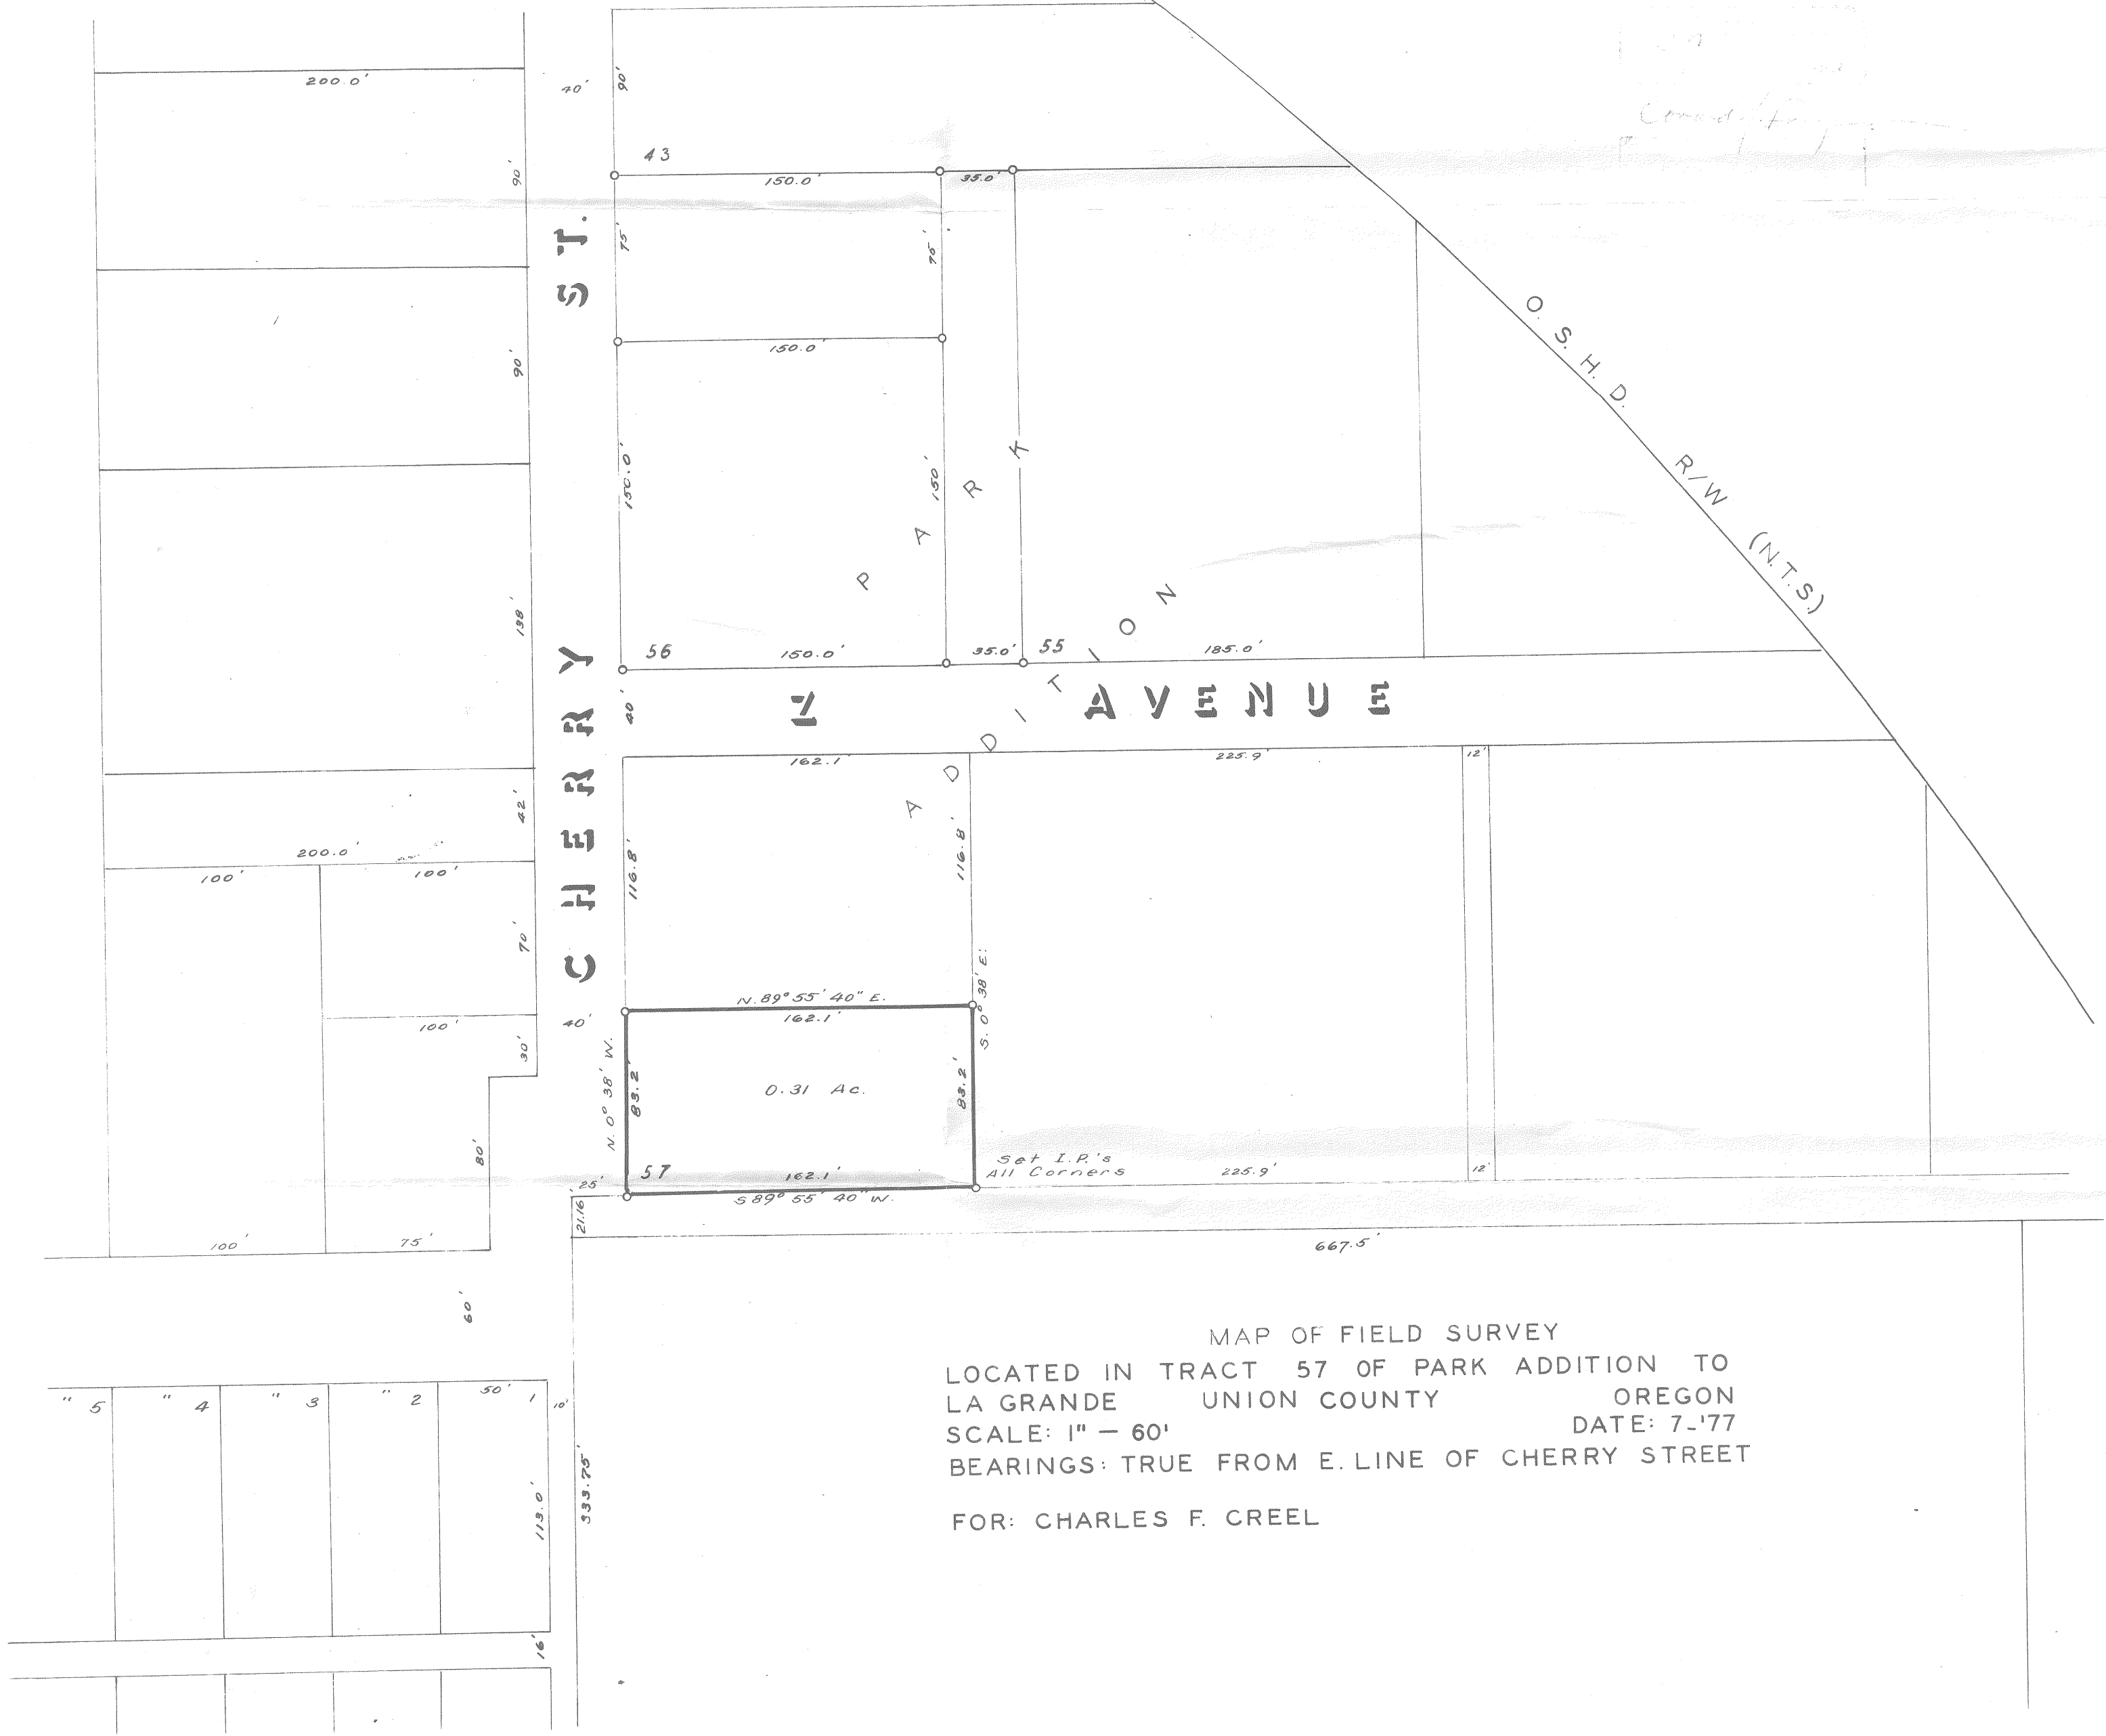 200.0'
40'
90'
90'
43
150.0'
35.0'
75'
75'
CHERRY ST.
90'
150.0'
O. S. H. D. R/W (N.T.S.)
150.0'
150'
PARK ADDITION
138'
56
150.0'
35.0'
55
185.0'
40'
Z AVENUE
162.1'
225.9'
12'
42'
116.8'
116.8'
200.0'
100'
100'
70'
N. 89° 55' 40" E.
162.1'
S. 0° 38' E.
40'
100'
30'
N. 0° 38' W.
83.2'
0.31 Ac.
83.2'
80'
57
162.1'
S 89° 55' 40" W.
Set I.P.'s
All Corners
225.9'
12'
25'
21.16'
100'
75'
667.5'
60'
MAP OF FIELD SURVEY
LOCATED IN TRACT 57 OF PARK ADDITION TO
LA GRANDE UNION COUNTY OREGON
SCALE: 1" — 60' DATE: 7-'77
BEARINGS: TRUE FROM E. LINE OF CHERRY STREET
FOR: CHARLES F. CREEL
" 5 " 4 " 3 " 2 50' 1 10'
113.0'
333.75'
16'